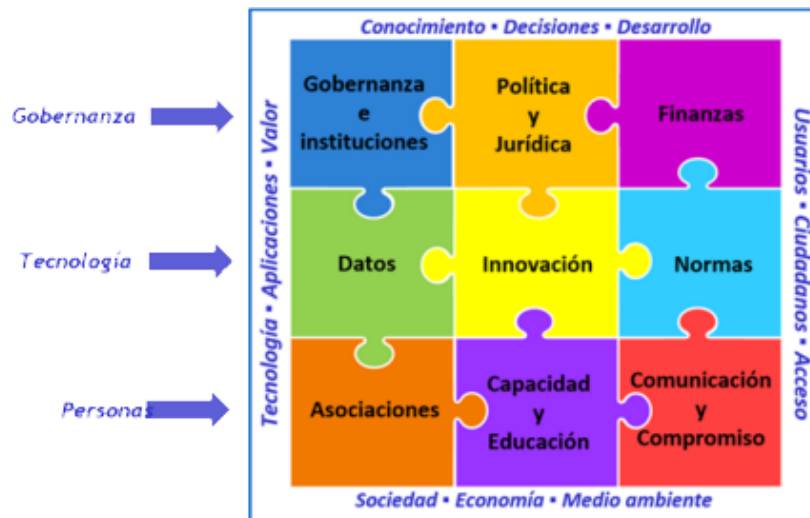 Conocimiento ▪ Decisiones ▪ Desarrollo
Gobernanza
Tecnología
Personas
Tecnología ▪ Aplicaciones ▪ Valor
Gobernanza
e
instituciones
Política
y
Jurídica
Finanzas
Datos
Innovación
Normas
Asociaciones
Capacidad
y
Educación
Comunicación
y
Compromiso
Usuarios ▪ Ciudadamos ▪ Acceso
Sociedad ▪ Economía ▪ Medio ambiente